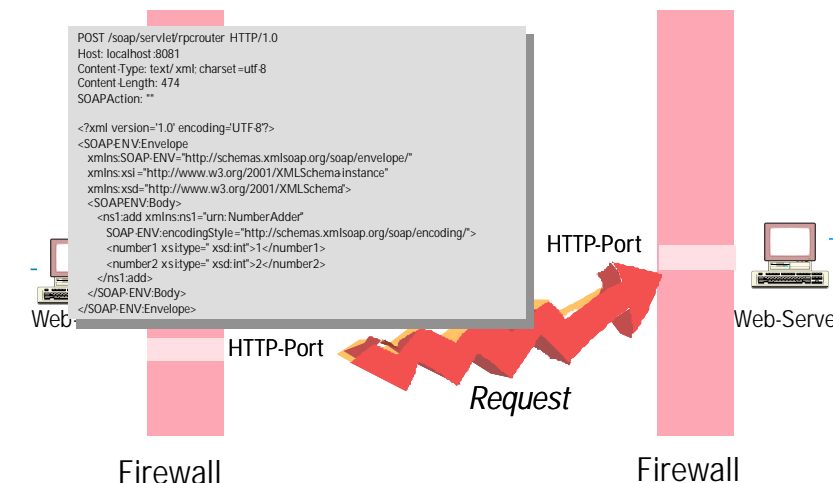 POST /soap/servlet/rpcrouter HTTP/1.0
Host: localhost:8081
Content-Type: text/xml; charset=utf-8
Content-Length: 474
SOAPAction: ""
<?xml version='1.0' encoding='UTF-8'?>
<SOAP-ENV:Envelope
xmlns:SOAP-ENV="http://schemas.xmlsoap.org/soap/envelope/"
xmlns:xsi="http://www.w3.org/2001/XMLSchema-instance"
xmlns:xsd="http://www.w3.org/2001/XMLSchema">
<SOAP-ENV:Body>
<ns1:add xmlns:ns1="urn:NumberAdder"
SOAP-ENV:encodingStyle="http://schemas.xmlsoap.org/soap/encoding/">
<number1 xsi:type="xsd:int">1</number1>
<number2 xsi:type="xsd:int">2</number2>
</ns1:add>
</SOAP-ENV:Body>
</SOAP-ENV:Envelope>
HTTP-Port
Web-
Web-Serve
HTTP-Port
Request
Firewall
Firewall